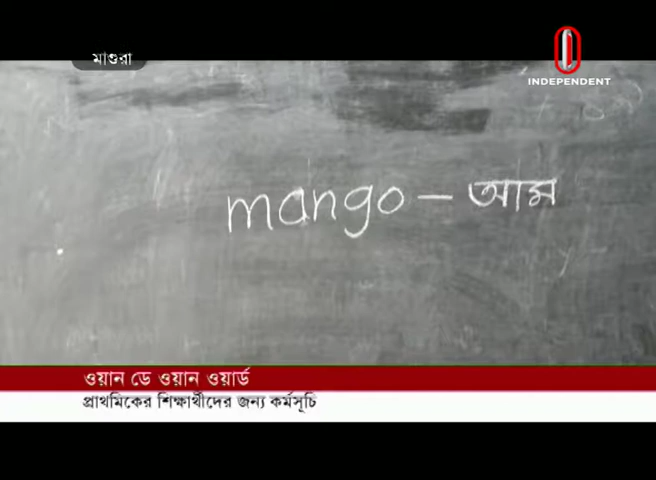 মাগুরা
INDEPENDENT
mango – আম
ওয়ান ডে ওয়ান ওয়ার্ড
প্রাথমিকের শিক্ষার্থীদের জন্য কর্মসূচি